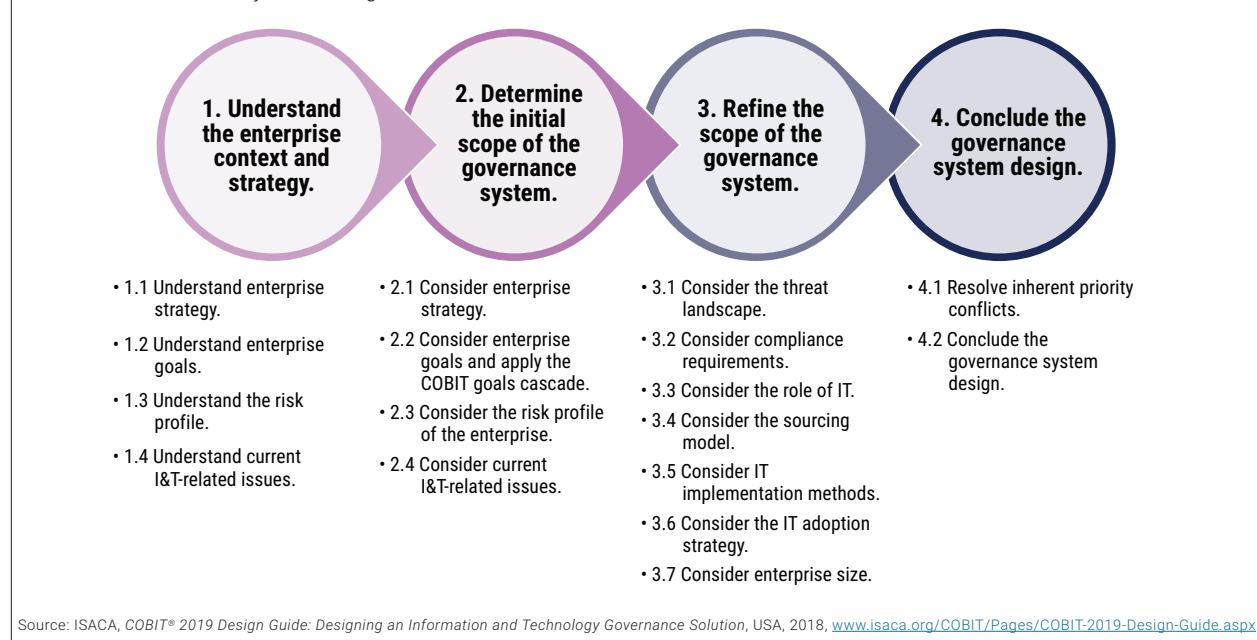 1. Understand
the enterprise
context and
strategy.
2. Determine
the initial
scope of the
governance
system.
3. Refine the
scope of the
governance
system.
4. Conclude the
governance
system design.
• 1.1 Understand enterprise
strategy.
• 1.2 Understand enterprise
goals.
• 1.3 Understand the risk
profile.
• 1.4 Understand current
I&T-related issues.
• 2.1 Consider enterprise
strategy.
• 2.2 Consider enterprise
goals and apply the
COBIT goals cascade.
• 2.3 Consider the risk profile
of the enterprise.
• 2.4 Consider current
I&T-related issues.
• 3.1 Consider the threat
landscape.
• 3.2 Consider compliance
requirements.
• 3.3 Consider the role of IT.
• 3.4 Consider the sourcing
model.
• 3.5 Consider IT
implementation methods.
• 3.6 Consider the IT adoption
strategy.
• 3.7 Consider enterprise size.
• 4.1 Resolve inherent priority
conflicts.
• 4.2 Conclude the
governance system
design.
Source: ISACA, COBIT® 2019 Design Guide: Designing an Information and Technology Governance Solution, USA, 2018, www.isaca.org/COBIT/Pages/COBIT-2019-Design-Guide.aspx